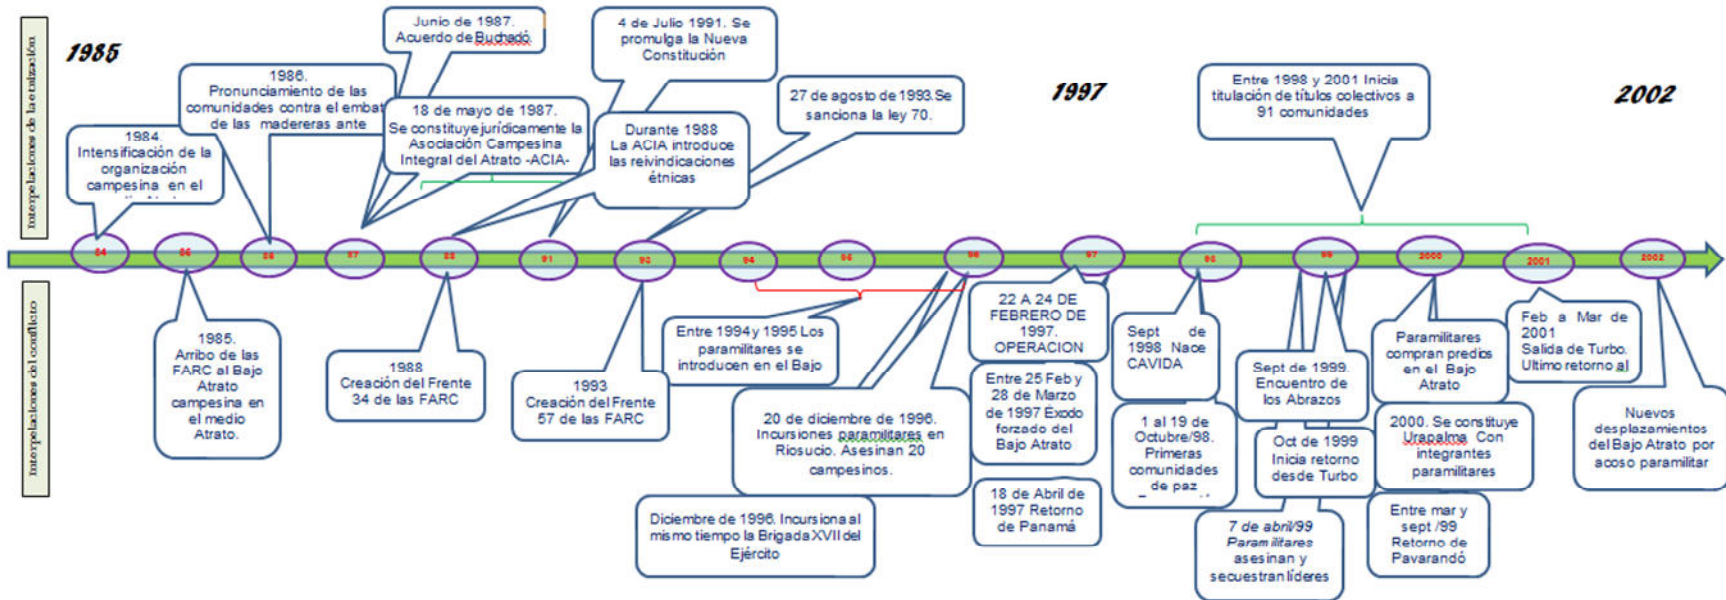 Interpelaciones de la etnización
1985
1997
2002
1984.
Intensificación de la
organización
campesina en el
1986.
Pronunciamiento de las
comunidades contra el embat
de las madereras ante
Junio de 1987.
Acuerdo de Buchadó
18 de mayo de 1987.
Se constituye jurídicamente la
Asociación Campesina
Integral del Atrato -ACIA-
4 de Julio 1991. Se
promulga la Nueva
Constitución
Durante 1988
La ACIA introduce
las reivindicaciones
étnicas
27 de agosto de 1993.Se
sanciona la ley 70.
Entre 1998 y 2001 Inicia
titulación de títulos colectivos a
91 comunidades
84
86
87
88
91
93
94
95
96
97
98
99
2000
2001
2002
Interpelaciones del conflicto
1985.
Arribo de las
FARC al Bajo
Atrato
campesina en
el medio
Atrato.
1988
Creación del Frente
34 de las FARC
1993
Creación del Frente
57 de las FARC
Entre 1994 y 1995 Los
paramilitares se
introducen en el Bajo
20 de diciembre de 1996.
Incursiones paramilitares en
Riosucio. Asesinan 20
campesinos.
Diciembre de 1996. Incursiona al
mismo tiempo la Brigada XVII del
Ejército
22 A 24 DE
FEBRERO DE
1997.
OPERACION
Entre 25 Feb y
28 de Marzo
de 1997 Éxodo
forzado del
Bajo Atrato
18 de Abril de
1997 Retorno
de Panamá
Sept de
1998 Nace
CAVIDA
1 al 19 de
Octubre/98.
Primeras
comunidades
de paz
Sept de 1999.
Encuentro de
los Abrazos
Oct de 1999
Inicia retorno
desde Turbo
7 de abril/99
Paramilitares
asesinan y
secuestran líderes
Paramilitares
compran predios
en el Bajo
Atrato
2000. Se constituye
Urapalma Con
integrantes
paramilitares
Entre mar y
sept /99
Retorno de
Pavarandó
Feb a Mar de
2001
Salida de Turbo.
Ultimo retorno al
Nuevos
desplazamientos
del Bajo Atrato por
acoso paramilitar